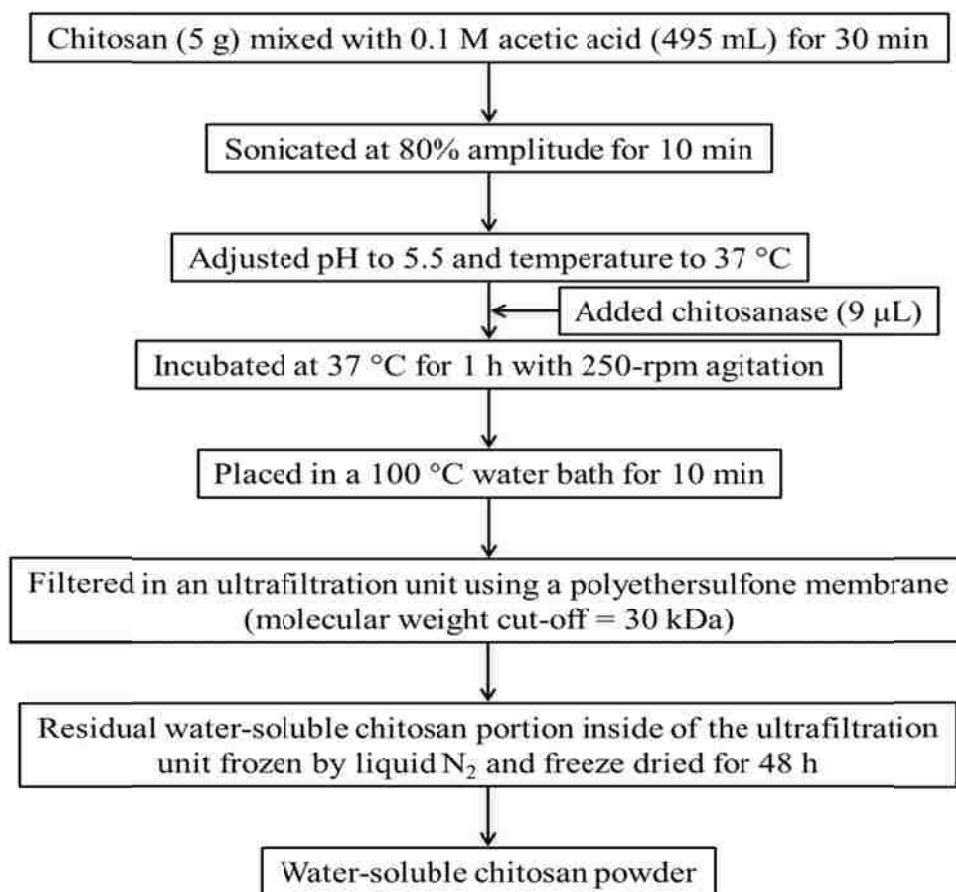 Chitosan (5 g) mixed with 0.1 M acetic acid (495 mL) for 30 min
Sonicated at 80% amplitude for 10 min
Adjusted pH to 5.5 and temperature to 37 °C
Added chitosanase (9 μL)
Incubated at 37 °C for 1 h with 250-rpm agitation
Placed in a 100 °C water bath for 10 min
Filtered in an ultrafiltration unit using a polyethersulfone membrane
(molecular weight cut-off = 30 kDa)
Residual water-soluble chitosan portion inside of the ultrafiltration
unit frozen by liquid N₂ and freeze dried for 48 h
Water-soluble chitosan powder